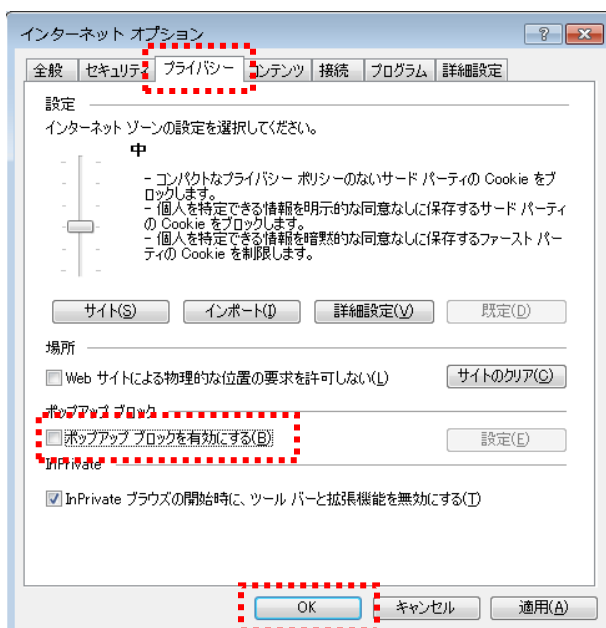 インターネット オプション
全般 セキュリティ プライバシー コンテンツ 接続 プログラム 詳細設定
設定
インターネット ゾーンの設定を選択してください。
中
- コンパクトなプライバシー ポリシーのないサード パーティの Cookie をブ
ロックします。
- 個人を特定できる情報を明示的な同意なしに保存するサード パーティ
の Cookie をブロックします。
- 個人を特定できる情報を暗黙的な同意なしに保存するファースト パー
ティの Cookie を制限します。
サイト(S) インポート(I) 詳細設定(V) 既定(D)
場所
Web サイトによる物理的な位置の要求を許可しない(L) サイトのクリア(C)
ポップアップ ブロック
ポップアップ ブロックを有効にする(B) 設定(E)
InPrivate
InPrivate ブラウズの開始時に、ツール バーと拡張機能を無効にする(T)
OK キャンセル 適用(A)